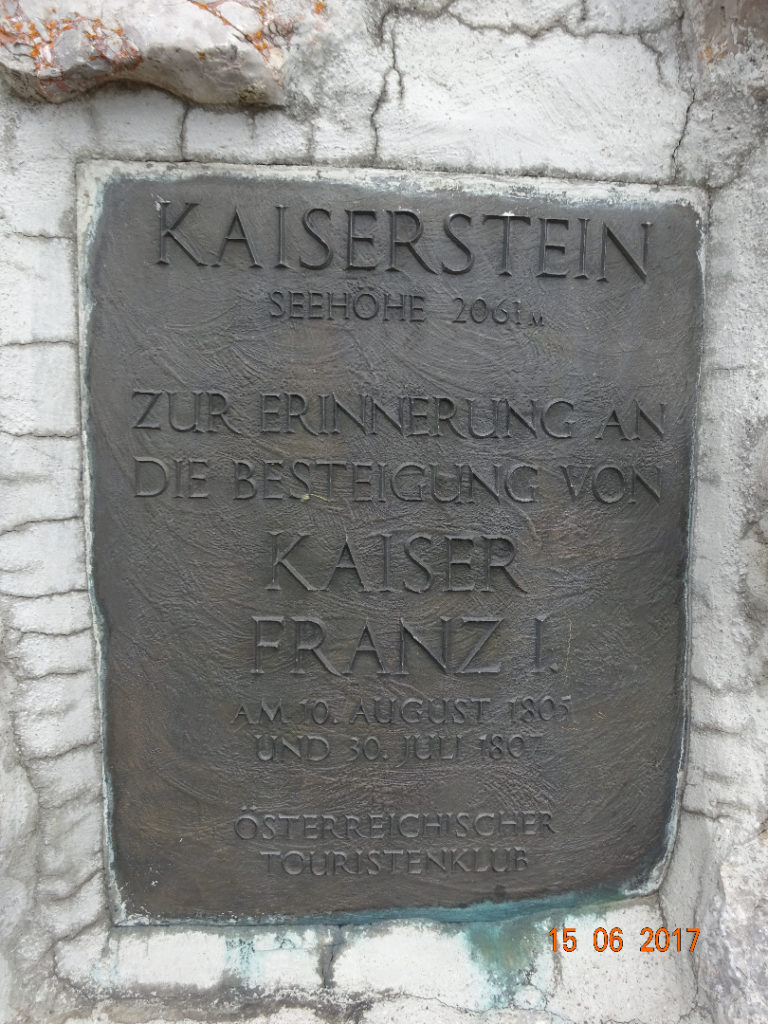 KAISERSTEIN
SEEHÖHE 2061 M
ZUR ERINNERUNG AN
DIE BESTEIGUNG VON
KAISER
FRANZ I.
AM 10. AUGUST 1805
UND 30. JULI 1807
ÖSTERREICHISCHER
TOURISTENKLUB
15 06 2017